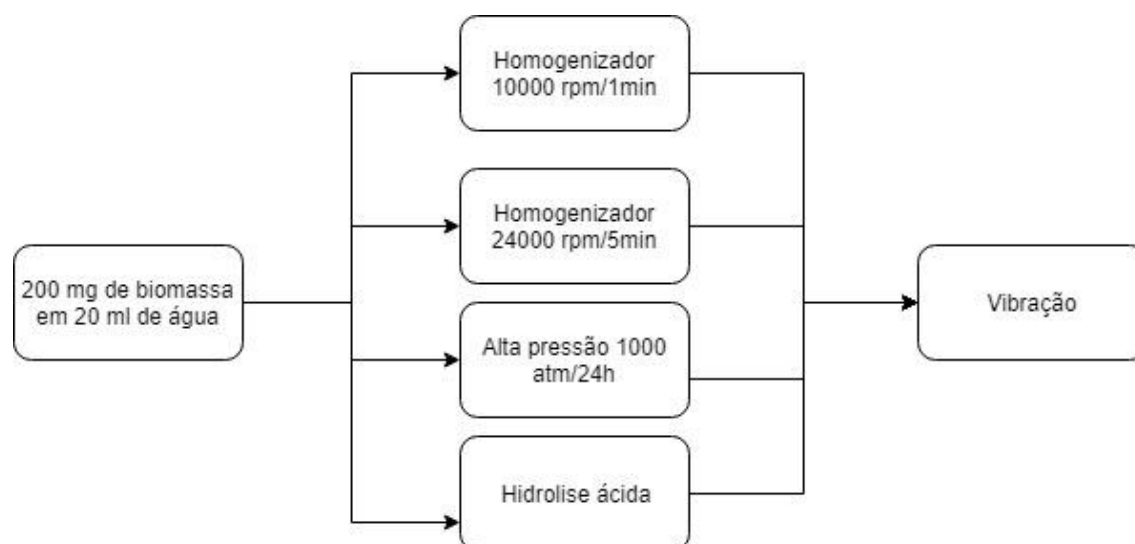 200 mg de biomassa
em 20 ml de água
Homogenizador
10000 rpm/1min
Homogenizador
24000 rpm/5min
Alta pressão 1000
atm/24h
Hidrolise ácida
Vibração